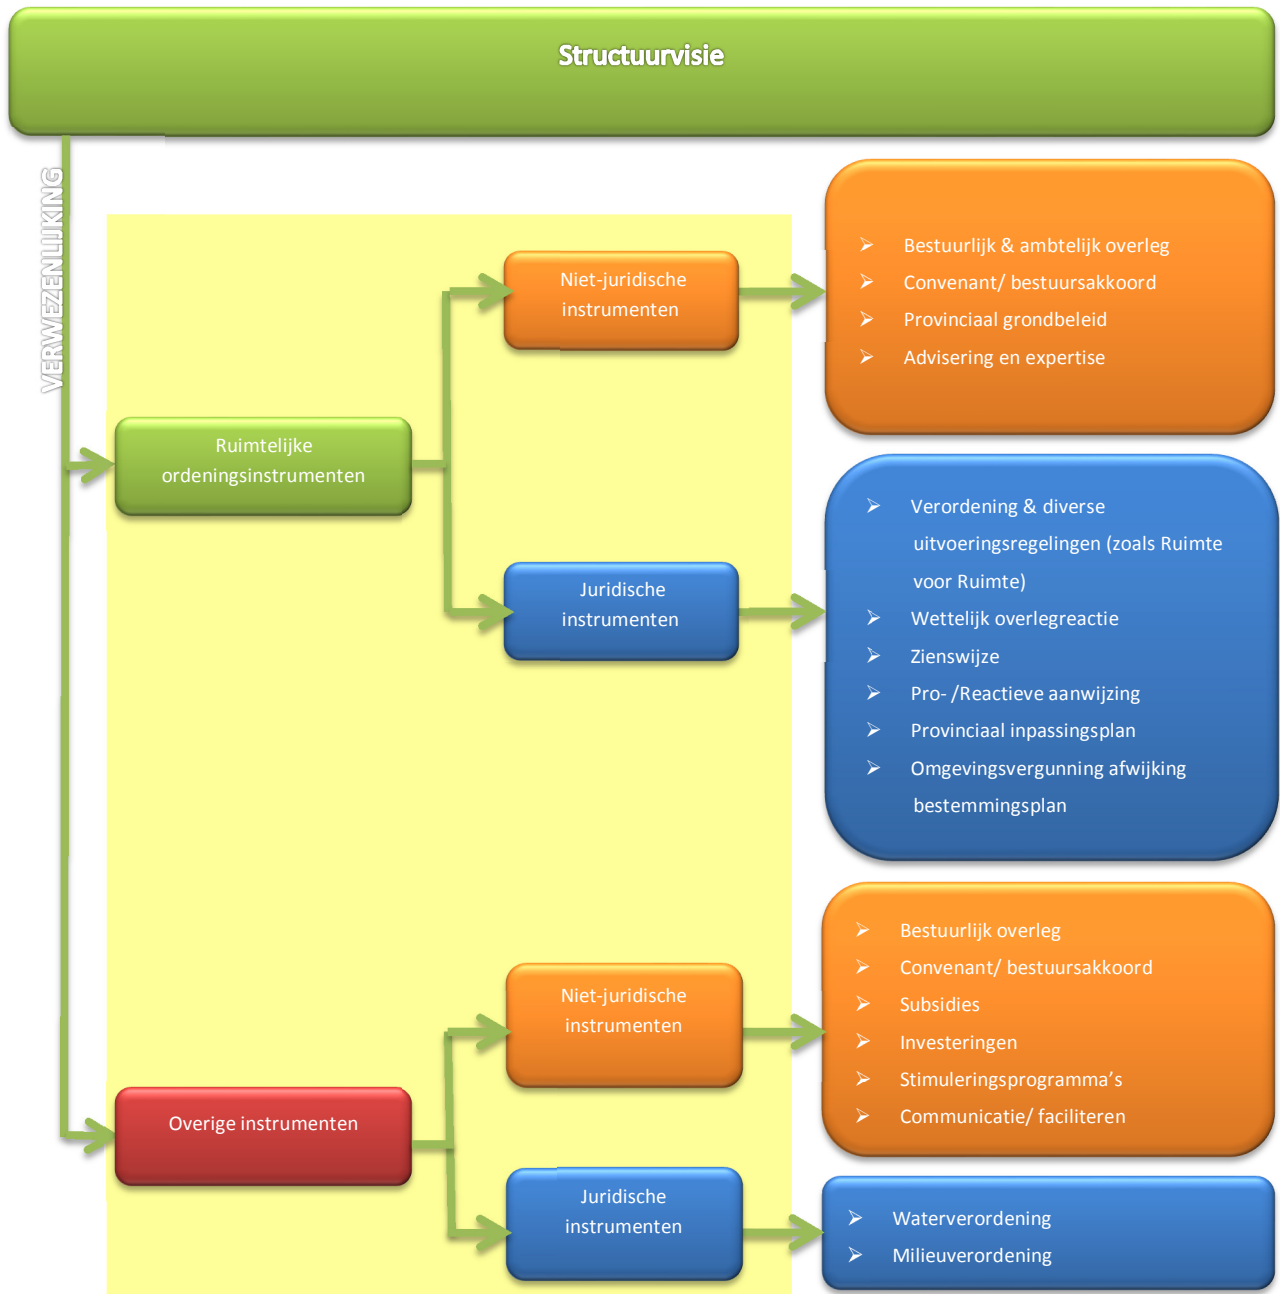 Structuurvisie
VERWEZENLIJKING
Niet-juridische
instrumenten
➢ Bestuurlijk & ambtelijk overleg
➢ Convenant/ bestuursakkoord
➢ Provinciaal grondbeleid
➢ Advisering en expertise
Ruimtelijke
ordeningsinstrumenten
Juridische
instrumenten
➢ Verordening & diverse
uitvoeringsregelingen (zoals Ruimte
voor Ruimte)
➢ Wettelijk overlegreactie
➢ Zienswijze
➢ Pro- /Reactieve aanwijzing
➢ Provinciaal inpassingsplan
➢ Omgevingsvergunning afwijking
bestemmingsplan
Niet-juridische
instrumenten
➢ Bestuurlijk overleg
➢ Convenant/ bestuursakkoord
➢ Subsidies
➢ Investeringen
➢ Stimuleringsprogramma’s
➢ Communicatie/ faciliteren
Overige instrumenten
Juridische
instrumenten
➢ Waterverordening
➢ Milieuverordening